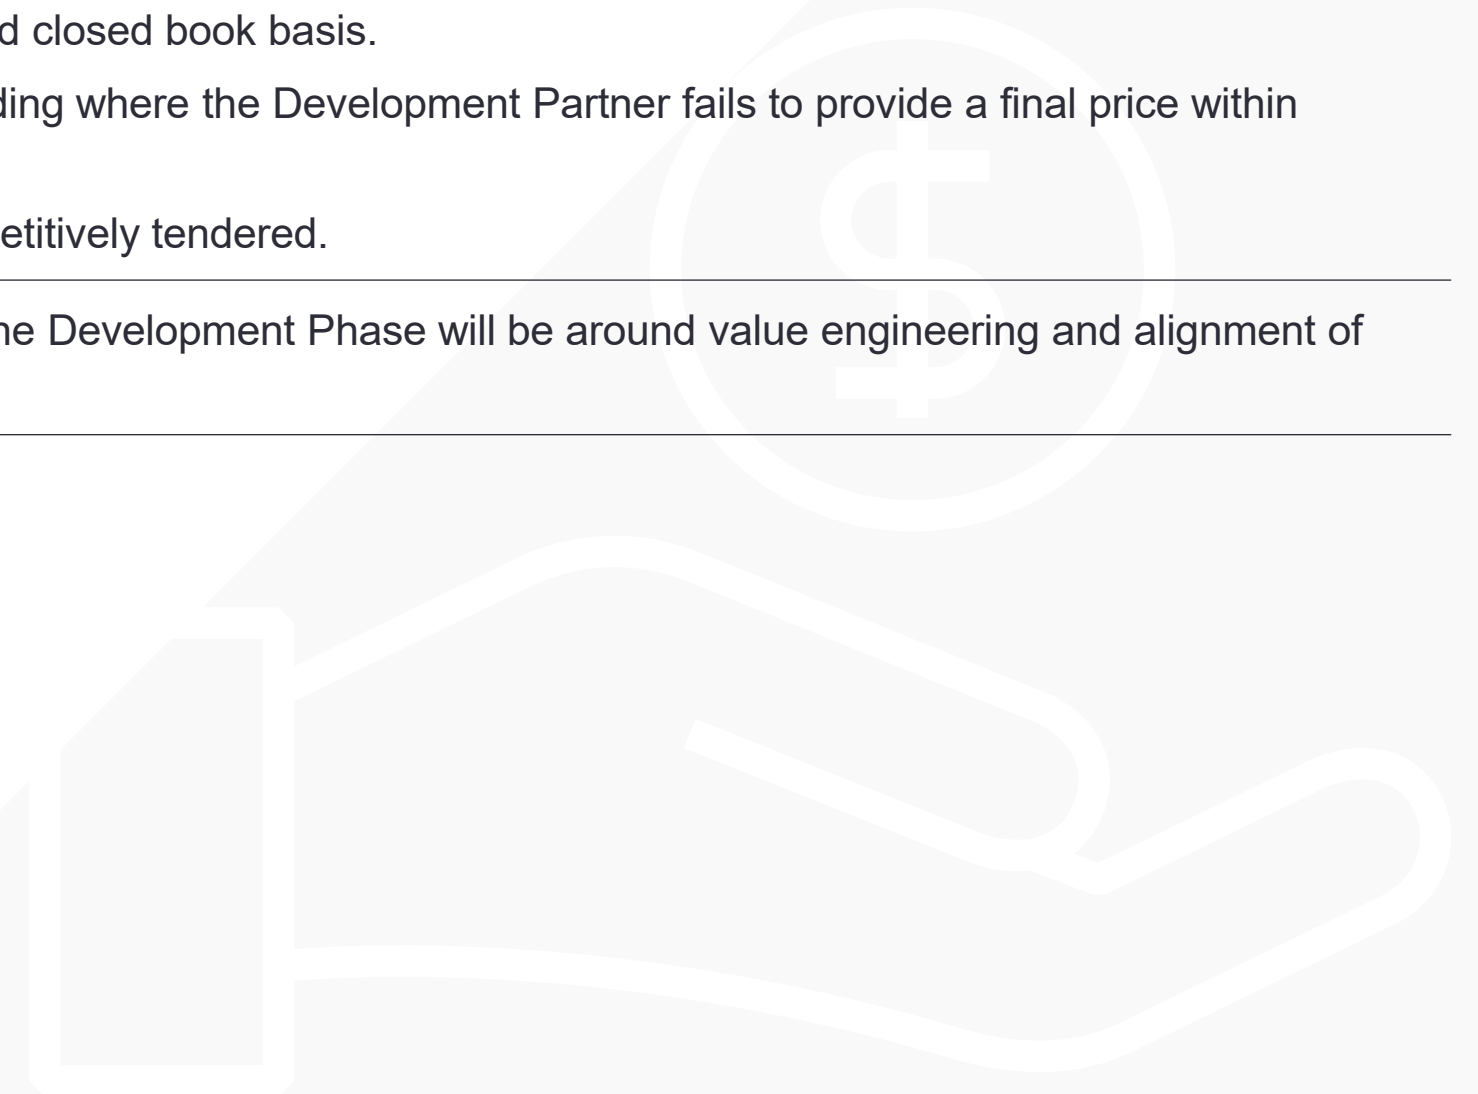 d closed book basis.
ding where the Development Partner fails to provide a final price within
etitively tendered.
he Development Phase will be around value engineering and alignment of
$